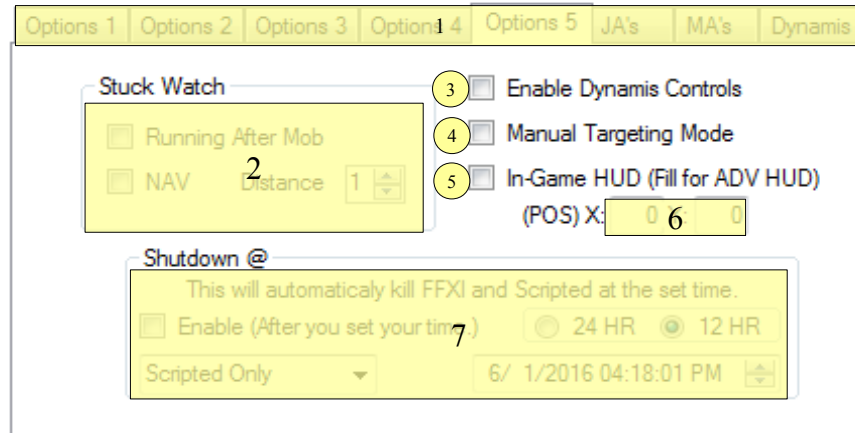 Options 1 Options 2 Options 3 Options 4 1 Options 5 JA's MA's Dynamis
Stuck Watch
3 Enable Dynamis Controls
Running After Mob
4 Manual Targeting Mode
2
NAV Distance 1
5 In-Game HUD (Fill for ADV HUD)
(POS) X: 0 6 : 0
Shutdown @
This will automaticaly kill FFXI and Scripted at the set time.
Enable (After you set your time.) 7 24 HR 12 HR
Scripted Only 6/ 1/2016 04:18:01 PM